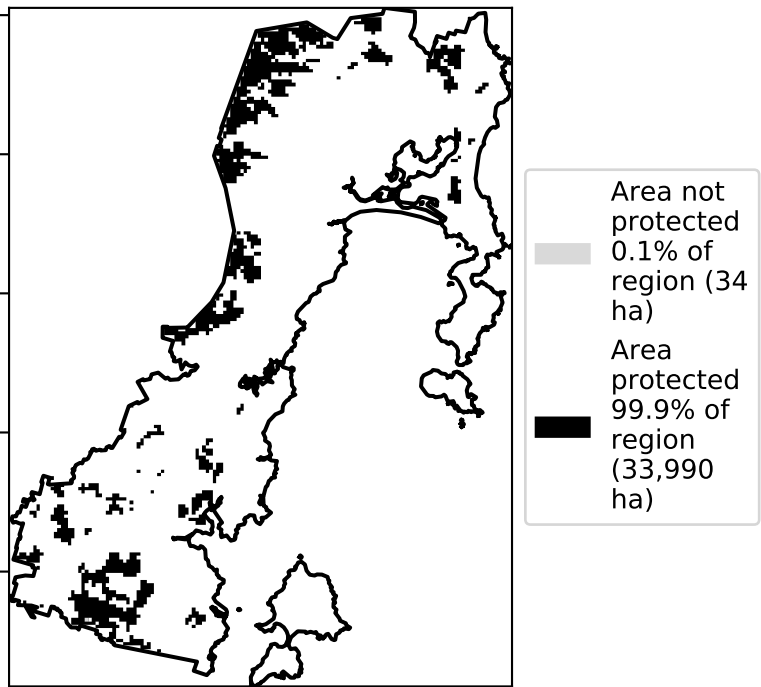 Area not
protected
0.1% of
region (34
ha)
Area
protected
99.9% of
region
(33,990
ha)